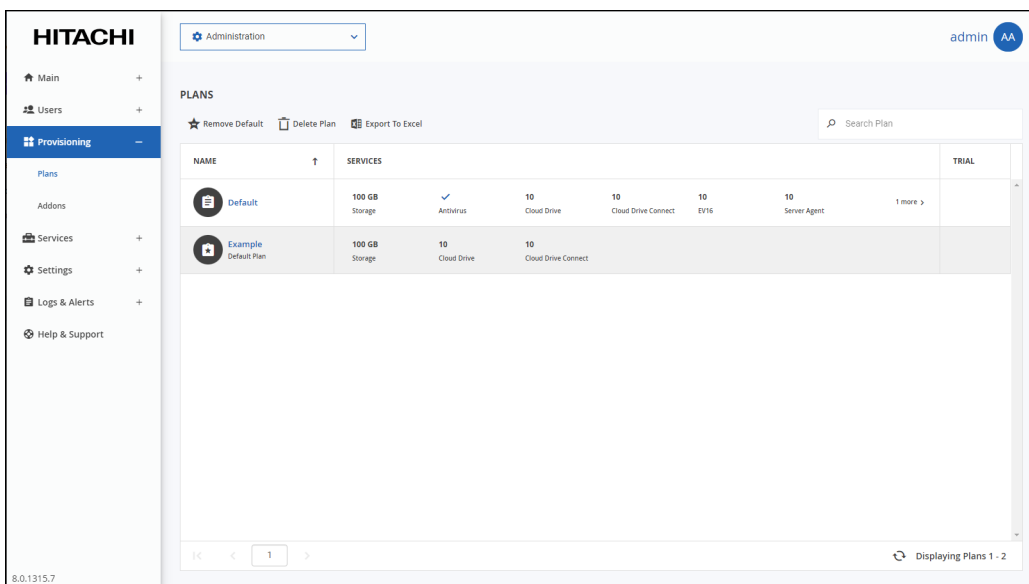 HITACHI
Administration
admin AA
Main +
Users +
Provisioning −
Plans
Addons
Services +
Settings +
Logs & Alerts +
Help & Support
8.0.1315.7
PLANS
Remove Default Delete Plan Export To Excel
Search Plan
NAME ↑ SERVICES TRIAL
Default
100 GB 10 10 10 10
Storage Antivirus Cloud Drive Cloud Drive Connect EV16 Server Agent
1 more >
Example
Default Plan
100 GB 10 10
Storage Cloud Drive Cloud Drive Connect
1
Displaying Plans 1 - 2